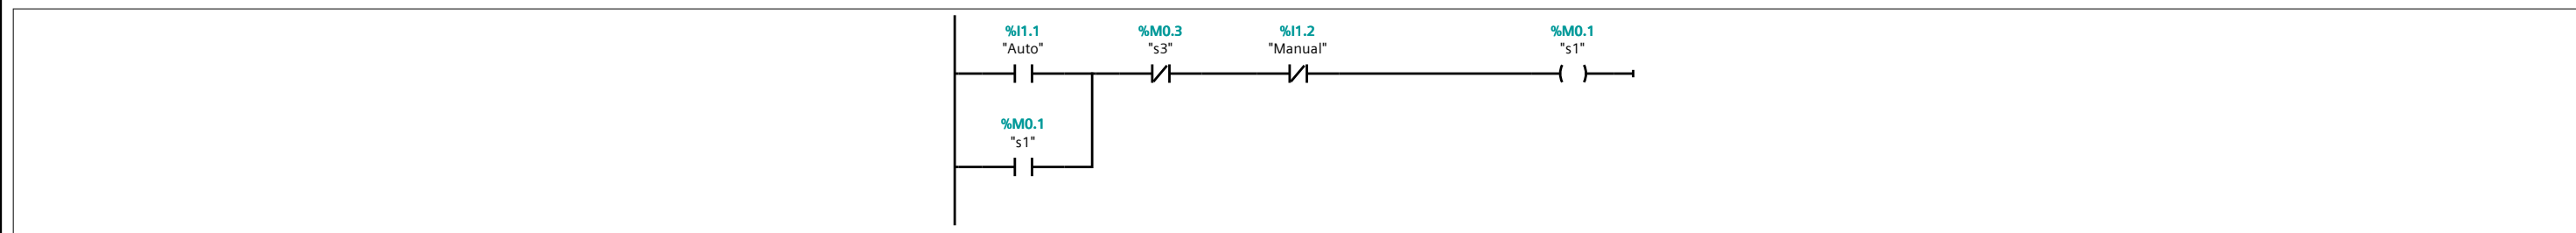 %I1.1 %M0.3 %I1.2 %M0.1
"Auto" "s3" "Manual" "s1"
%M0.1
"s1"